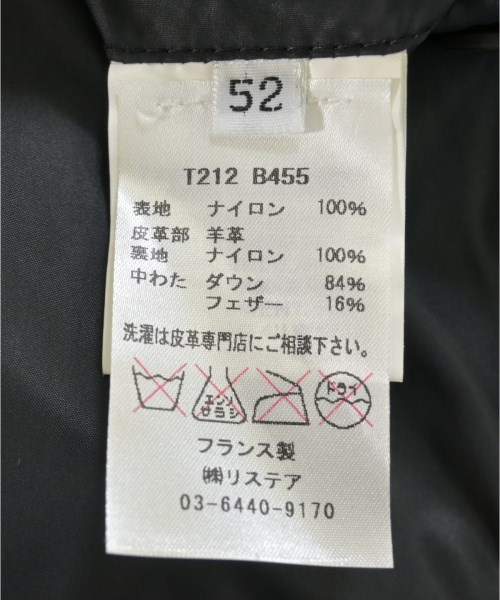 52
T212 B455
表地 ナイロン 100%
皮革部 羊革
裏地 ナイロン 100%
中わた ダウン 84%
フェザー 16%
洗濯は皮革専門店にご相談下さい。
エンソ サラシ ドライ
フランス製
㈱リステア
03-6440-9170